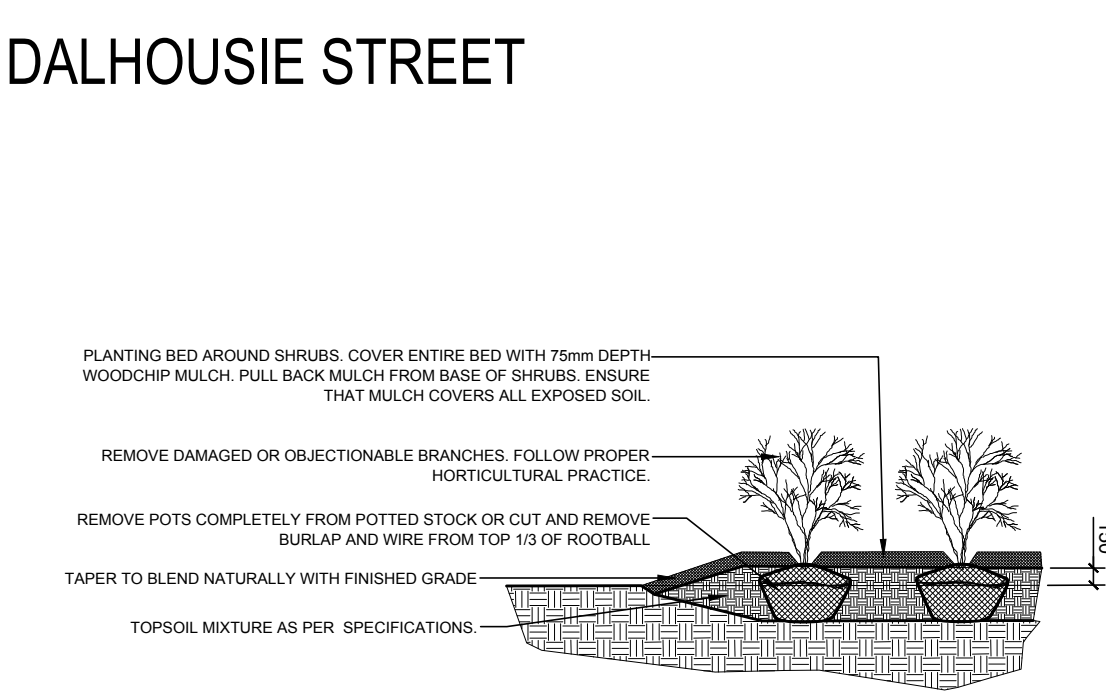 DALHOUSIE STREET
PLANTING BED AROUND SHRUBS. COVER ENTIRE BED WITH 75mm DEPTH
WOODCHIP MULCH. PULL BACK MULCH FROM BASE OF SHRUBS. ENSURE
THAT MULCH COVERS ALL EXPOSED SOIL.
REMOVE DAMAGED OR OBJECTIONABLE BRANCHES. FOLLOW PROPER
HORTICULTURAL PRACTICE.
REMOVE POTS COMPLETELY FROM POTTED STOCK OR CUT AND REMOVE
BURLAP AND WIRE FROM TOP 1/3 OF ROOTBALL
TAPER TO BLEND NATURALLY WITH FINISHED GRADE
TOPSOIL MIXTURE AS PER SPECIFICATIONS.